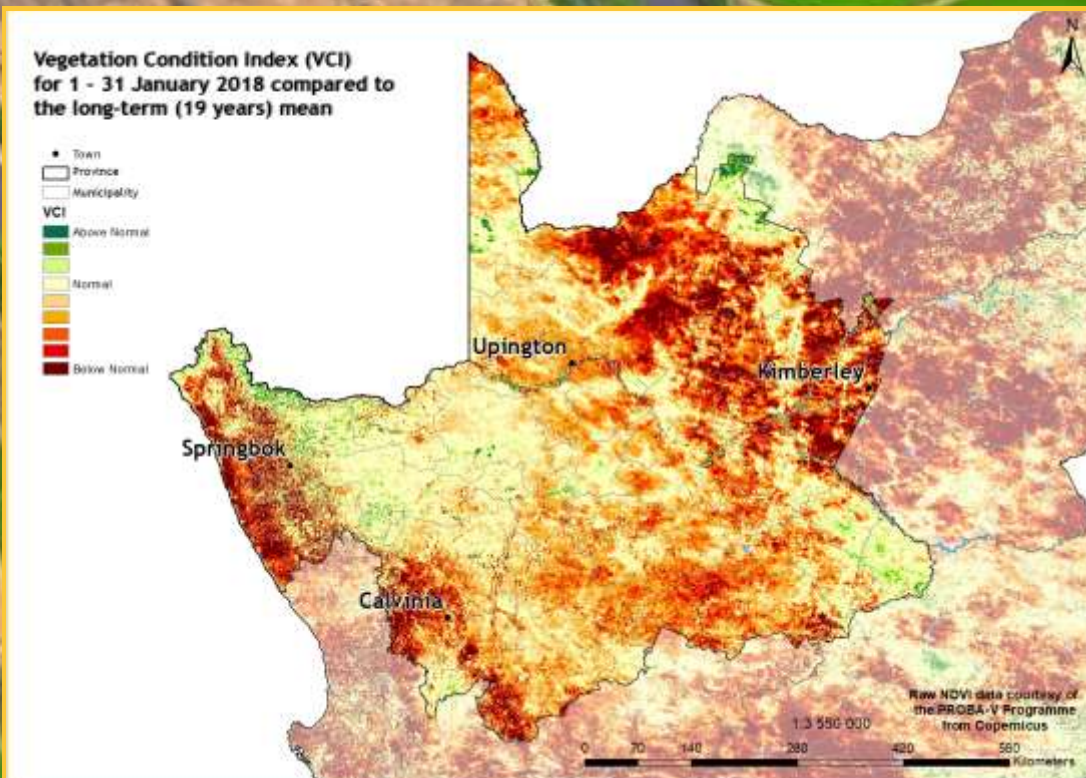 Vegetation Condition Index (VCI)
for 1 - 31 January 2018 compared to
the long-term (19 years) mean
N
Town
Province
Municipality
VCI
Above Normal
Normal
Below Normal
Upington
Kimberley
Springbok
Calvinia
Raw NDVI data courtesy of
the PROBA-V Programme
from Copernicus
1:3 550 000
0 70 140 280 420 560
Kilometers